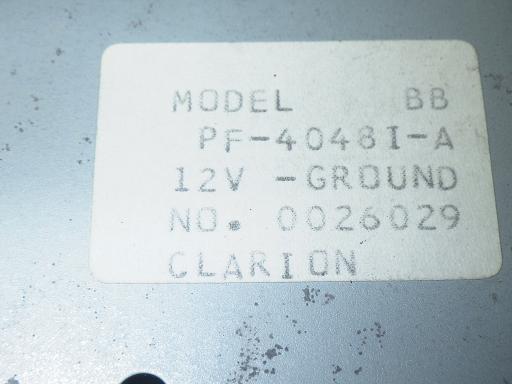 MODEL BB
PF-4048I-A
12V -GROUND
NO. 0026029
CLARION